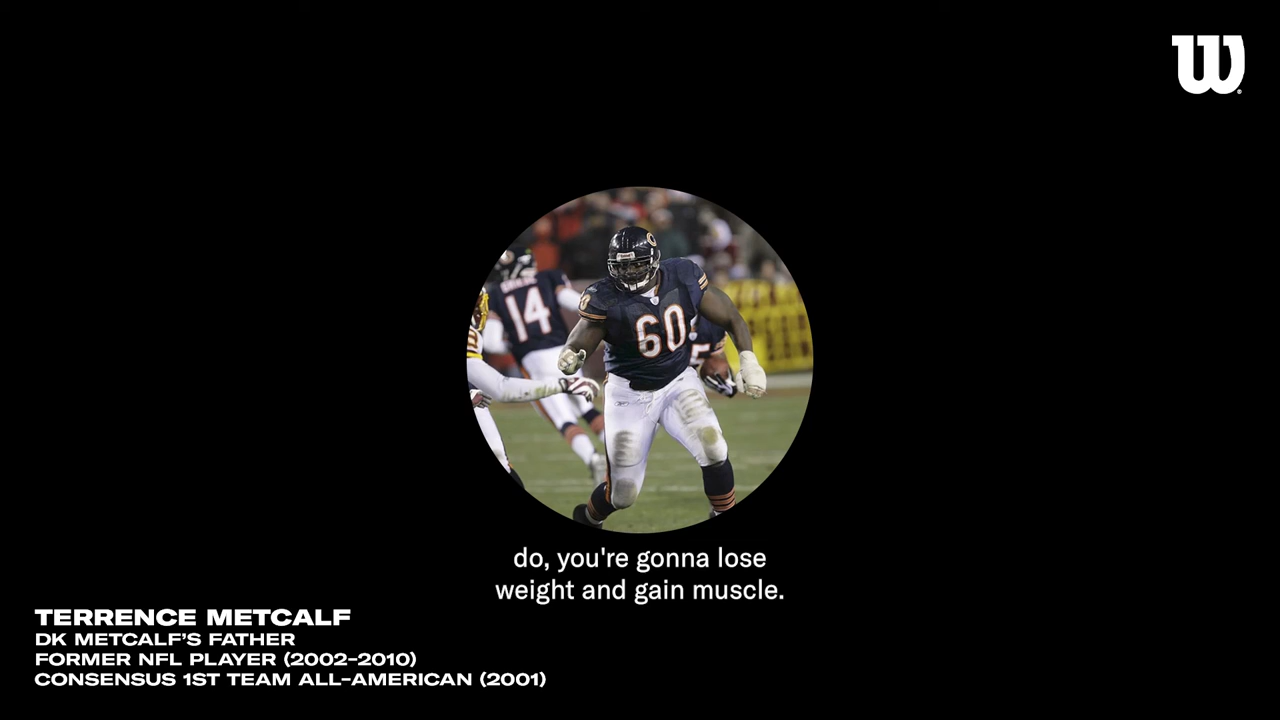 W
14
60
do, you're gonna lose
weight and gain muscle.
TERRENCE METCALF
DK METCALF'S FATHER
FORMER NFL PLAYER (2002–2010)
CONSENSUS 1ST TEAM ALL–AMERICAN (2001)